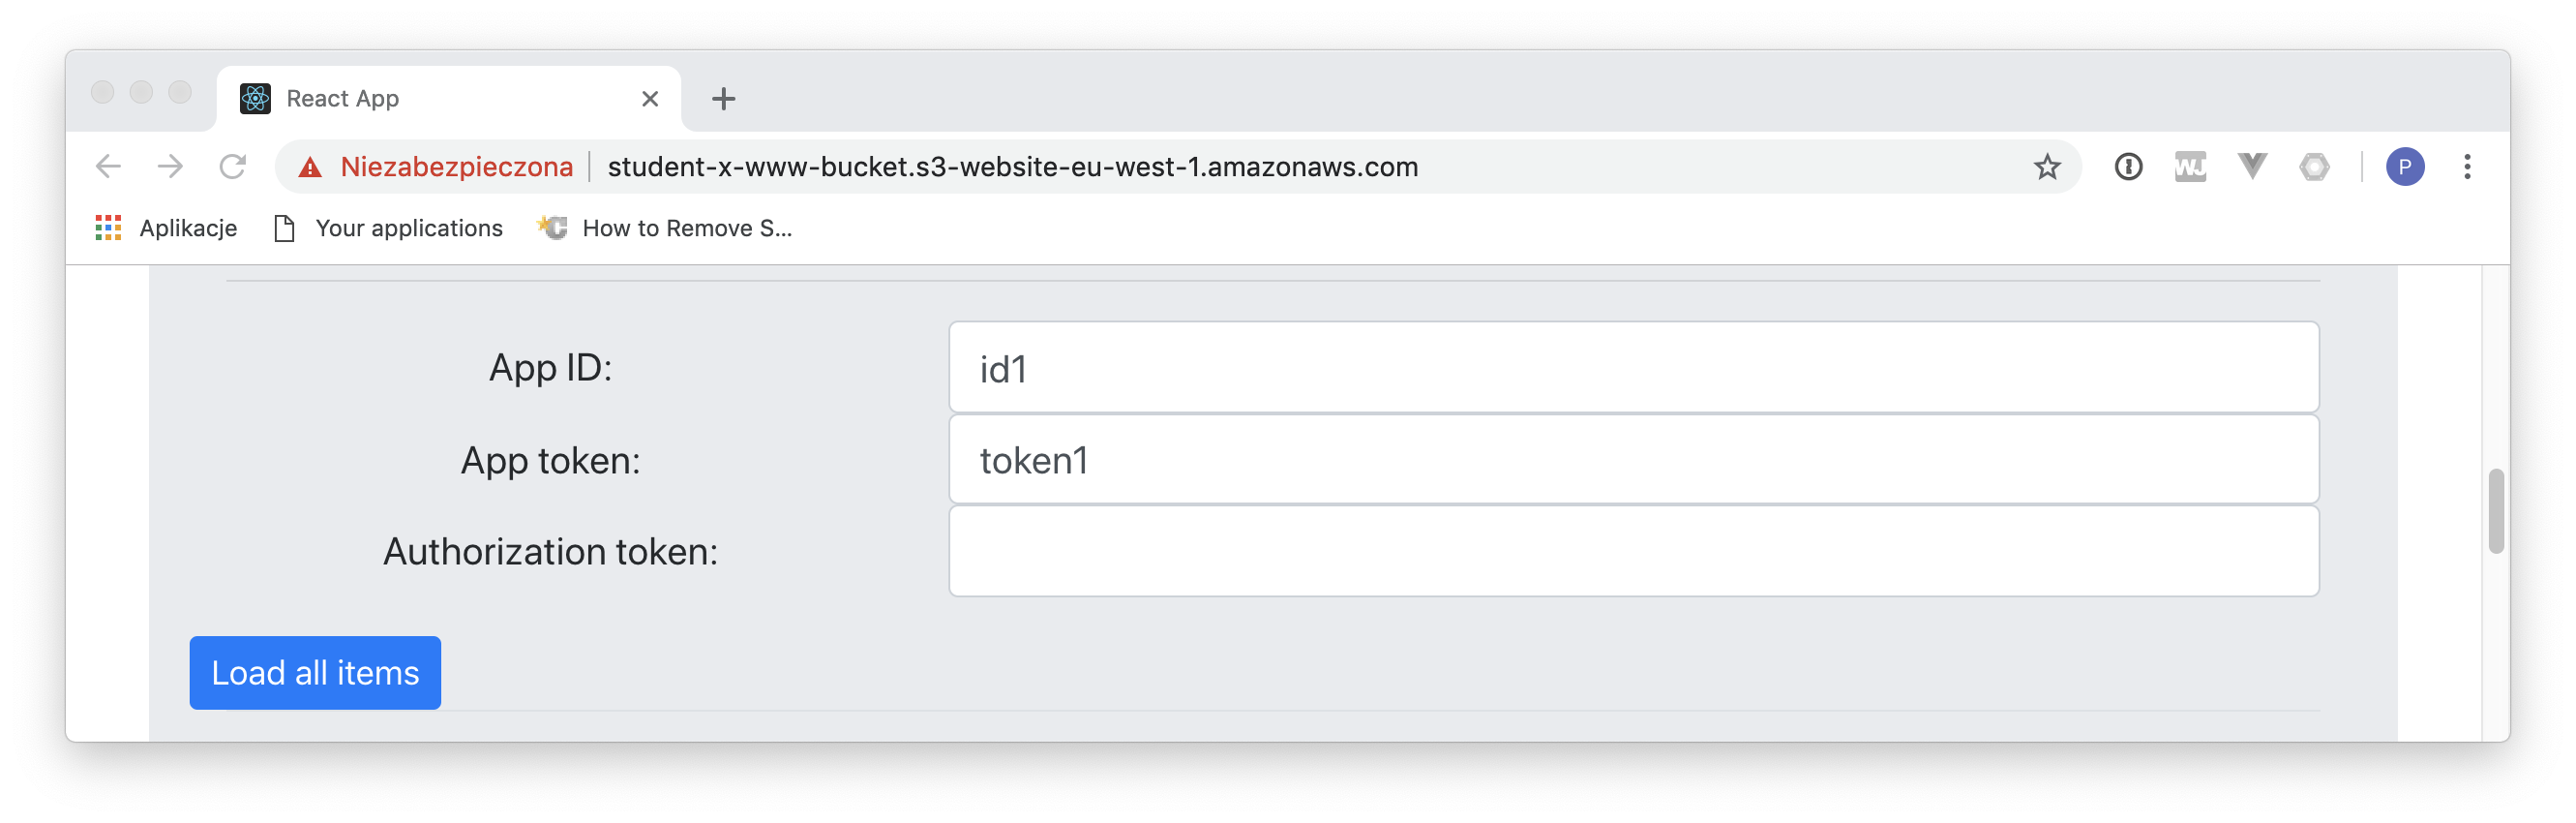 React App
Niezabezpieczona student-x-www-bucket.s3-website-eu-west-1.amazonaws.com WJ P
Aplikacje Your applications How to Remove S...
App ID: id1
App token: token1
Authorization token:
Load all items